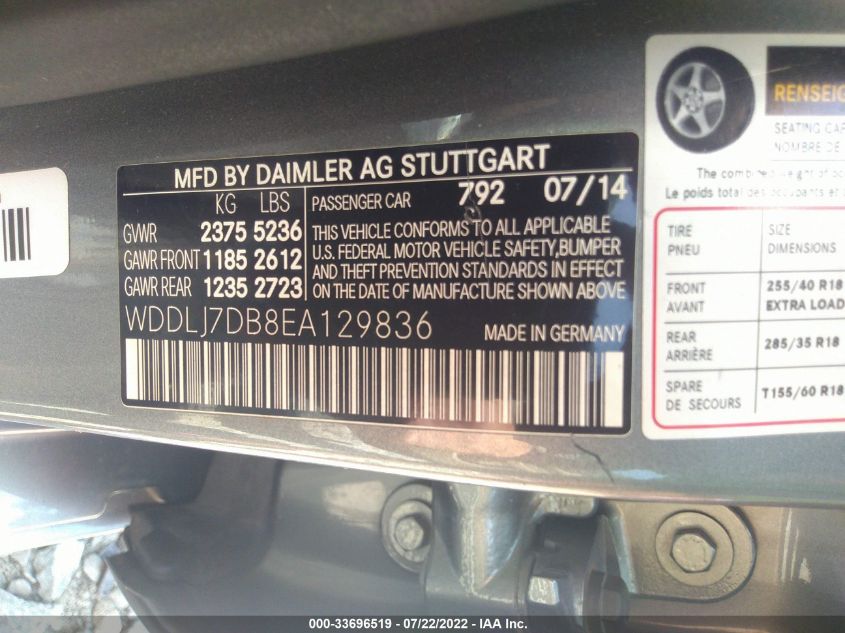 MFD BY DAIMLER AG STUTTGART
KG LBS
GVWR 2375 5236
GAWR FRONT 1185 2612
GAWR REAR 1235 2723
PASSENGER CAR 792 07/14
THIS VEHICLE CONFORMS TO ALL APPLICABLE
U.S. FEDERAL MOTOR VEHICLE SAFETY,BUMPER
AND THEFT PREVENTION STANDARDS IN EFFECT
ON THE DATE OF MANUFACTURE SHOWN ABOVE
WDDLJ7DB8EA129836 MADE IN GERMANY
RENSEIG
SEATING CAP
NOMBRE DE
The combined weight of
Le poids total des occupants et
TIRE SIZE
PNEU DIMENSIONS
FRONT 255/40 R18
AVANT EXTRA LOAD
REAR 285/35 R18
ARRIÈRE
SPARE T155/60 R18
DE SECOURS
000-33696519 - 07/22/2022 - IAA Inc.